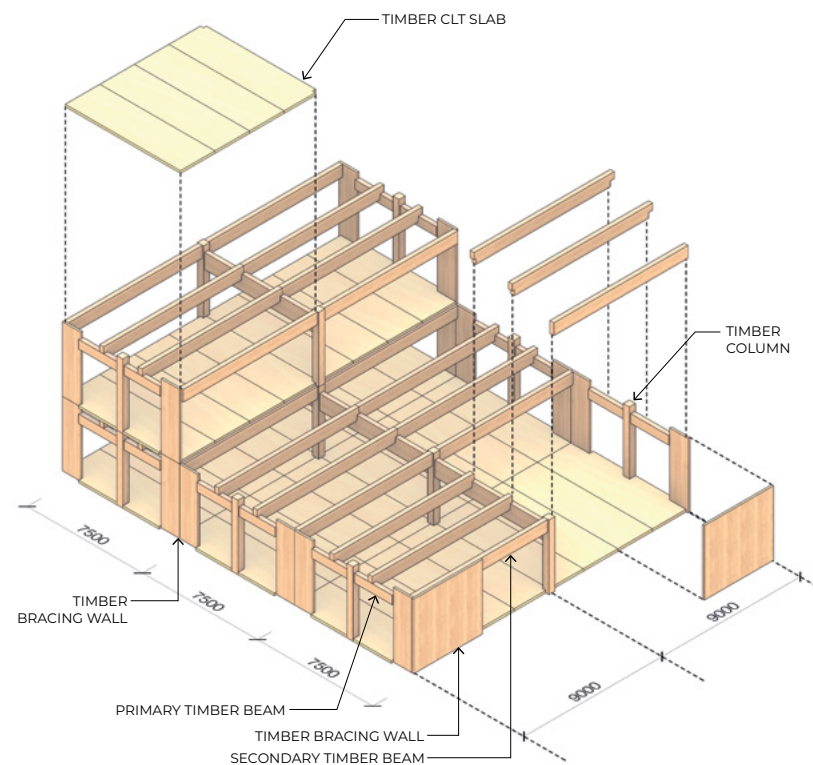 TIMBER CLT SLAB
TIMBER
COLUMN
7500
7500
7500
9000
9000
TIMBER
BRACING WALL
PRIMARY TIMBER BEAM
TIMBER BRACING WALL
SECONDARY TIMBER BEAM